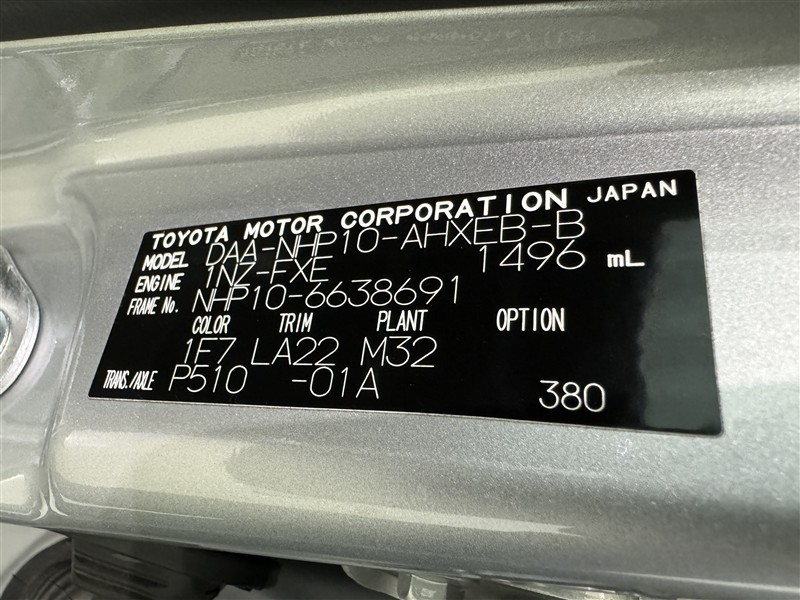 TOYOTA MOTOR CORPORATION JAPAN
MODEL DAA-NHP10-AHXEB-B
ENGINE 1NZ-FXE 1496 mL
FRAME No. NHP10-6638691
COLOR TRIM PLANT OPTION
1F7 LA22 M32
TRANS./AXLE P510 -01A 380